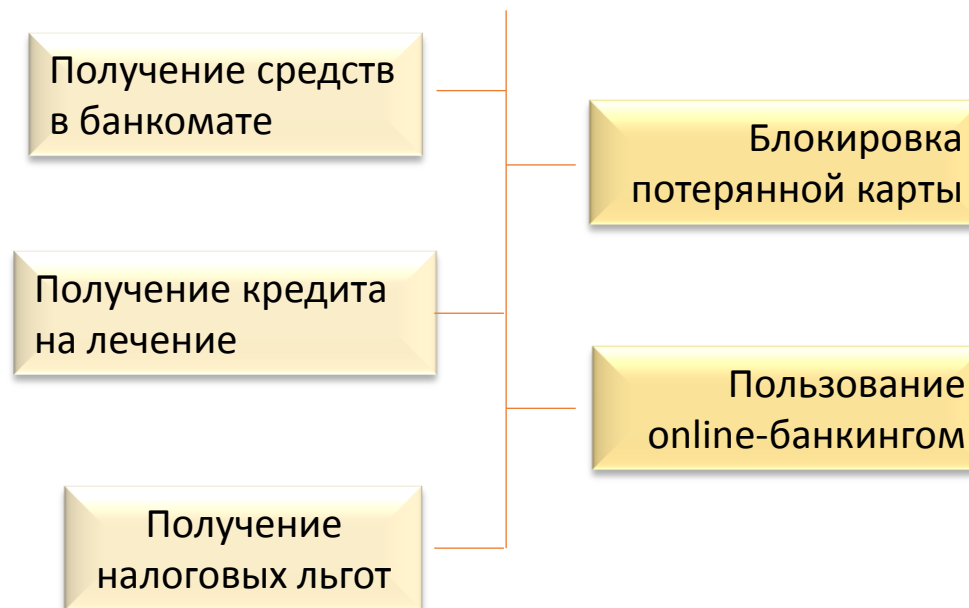 Получение средств
в банкомате
Блокировка
потерянной карты
Получение кредита
на лечение
Пользование
online-банкингом
Получение
налоговых льгот